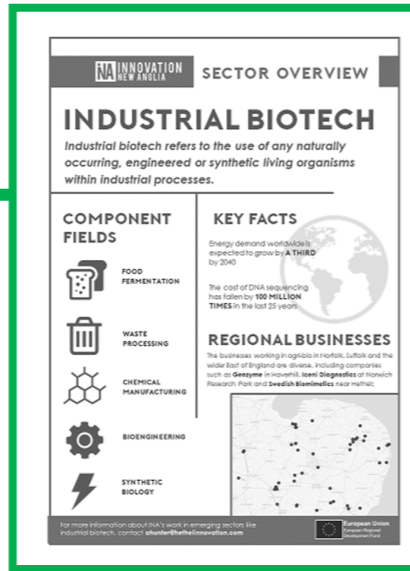 INA INNOVATION
NEW ANGLIA
SECTOR OVERVIEW
INDUSTRIAL BIOTECH
Industrial biotech refers to the use of any naturally
occurring, engineered or synthetic living organisms
within industrial processes.
COMPONENT
FIELDS
FOOD
FERMENTATION
WASTE
PROCESSING
CHEMICAL
MANUFACTURING
BIOENGINEERING
SYNTHETIC
BIOLOGY
KEY FACTS
Energy demand worldwide is
expected to grow by A THIRD
by 2040
The cost of DNA sequencing
has fallen by 100 MILLION
TIMES in the last 25 years
REGIONAL BUSINESSES
The businesses working in agri-bio in Norfolk, Suffolk and the
wider East of England are diverse, including companies
such as Genzyme in Haverhill, Iceni Diagnostics at Norwich
Research Park and Swedish Biomimetics near Hethel.
For more information about INA's work in emerging sectors like
industrial biotech, contact ahunter@hethelinnovation.com
European Union
European Regional
Development Fund